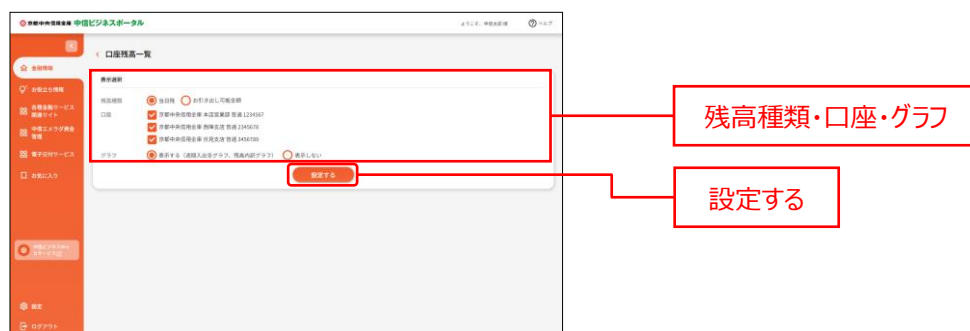 京都中央信用金庫 中信ビジネスポータル
ようこそ、中信太郎様
ヘルプ
口座残高一覧
金融情報
お役立ち情報
各種金融サービス
関連サイト
中信エメラダ資金
管理
電子交付サービス
お気に入り
設定
ログアウト
表示選択
残高種類 当日残 お引き出し可能金額
口座 京都中央信用金庫 本店営業部 普通 1234567
京都中央信用金庫 西陣支店 普通 2345678
京都中央信用金庫 伏見支店 普通 3456789
グラフ 表示する(週間入出金グラフ、残高内訳グラフ) 表示しない
設定する
残高種類・口座・グラフ
設定する